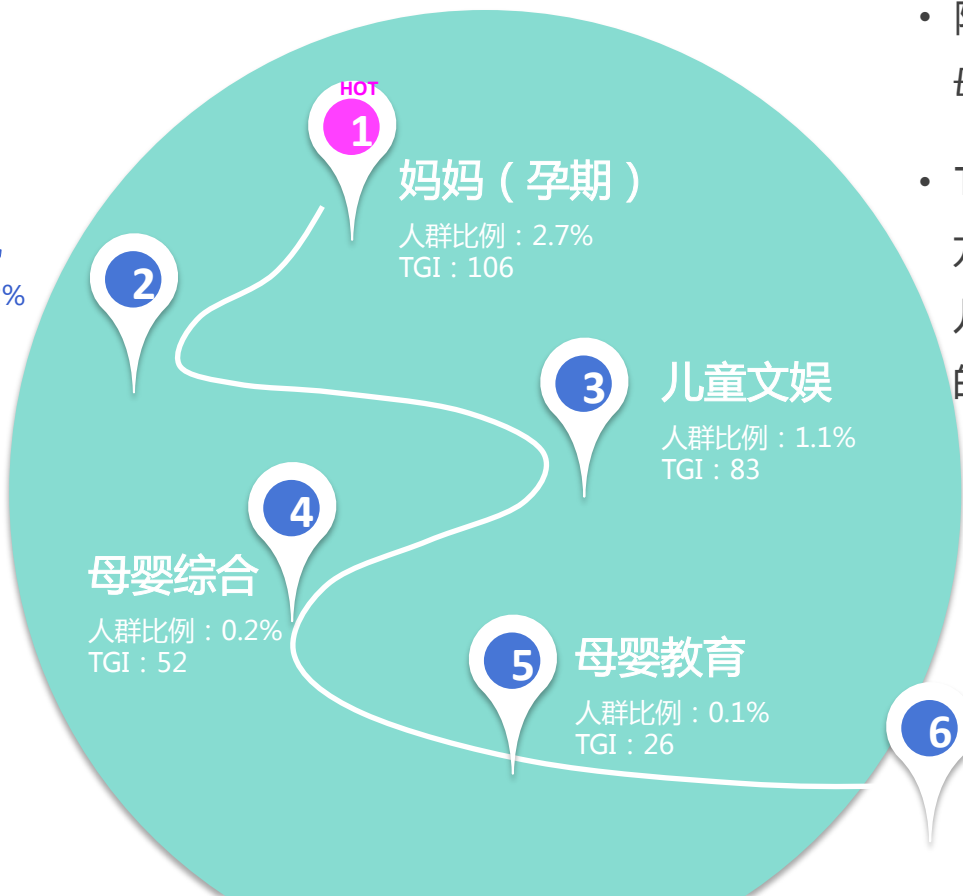 HOT
1
妈妈（孕期）
人群比例：2.7%
TGI：106
2
%
3
儿童文娱
人群比例：1.1%
TGI：83
4
母婴综合
人群比例：0.2%
TGI：52
5
母婴教育
人群比例：0.1%
TGI：26
6